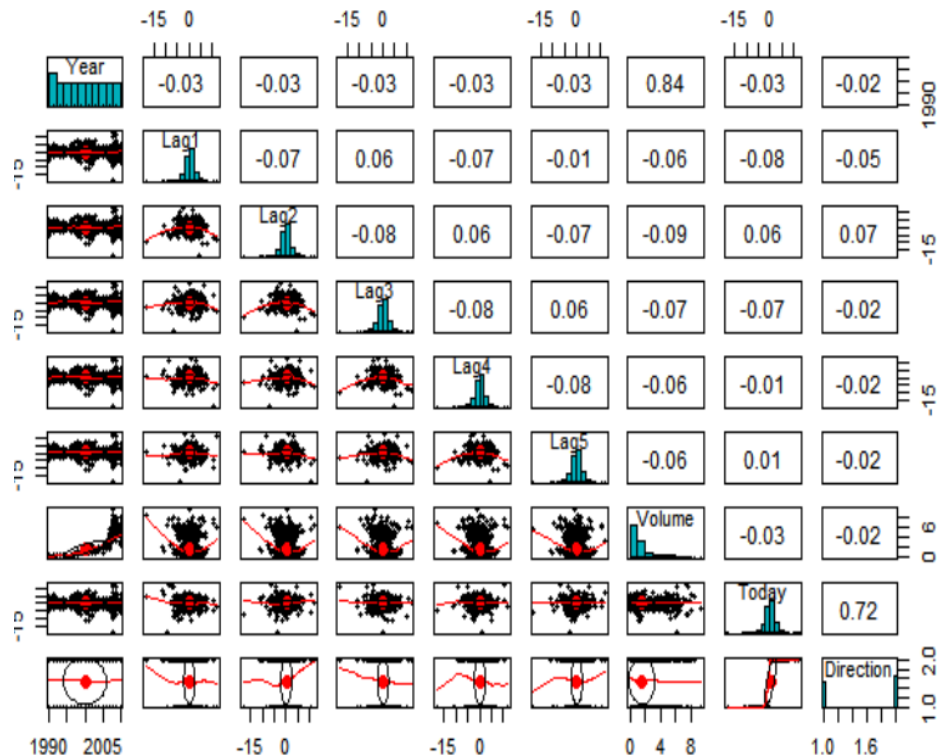 -15 0 -15 0 -15 0 -15 0
Year -0.03 -0.03 -0.03 -0.03 -0.03 0.84 -0.03 -0.02 1990
-15 Lag1 -0.07 0.06 -0.07 -0.01 -0.06 -0.08 -0.05
Lag2 -0.08 0.06 -0.07 -0.09 0.06 0.07 -15
-15 Lag3 -0.08 0.06 -0.07 -0.07 -0.02
Lag4 -0.08 -0.06 -0.01 -0.02 -15
-15 Lag5 -0.06 0.01 -0.02
Volume -0.03 -0.02 0 6
-15 Today 0.72
Direction 1.0 2.0
1990 2005 -15 0 -15 0 0 4 8 1.0 1.6